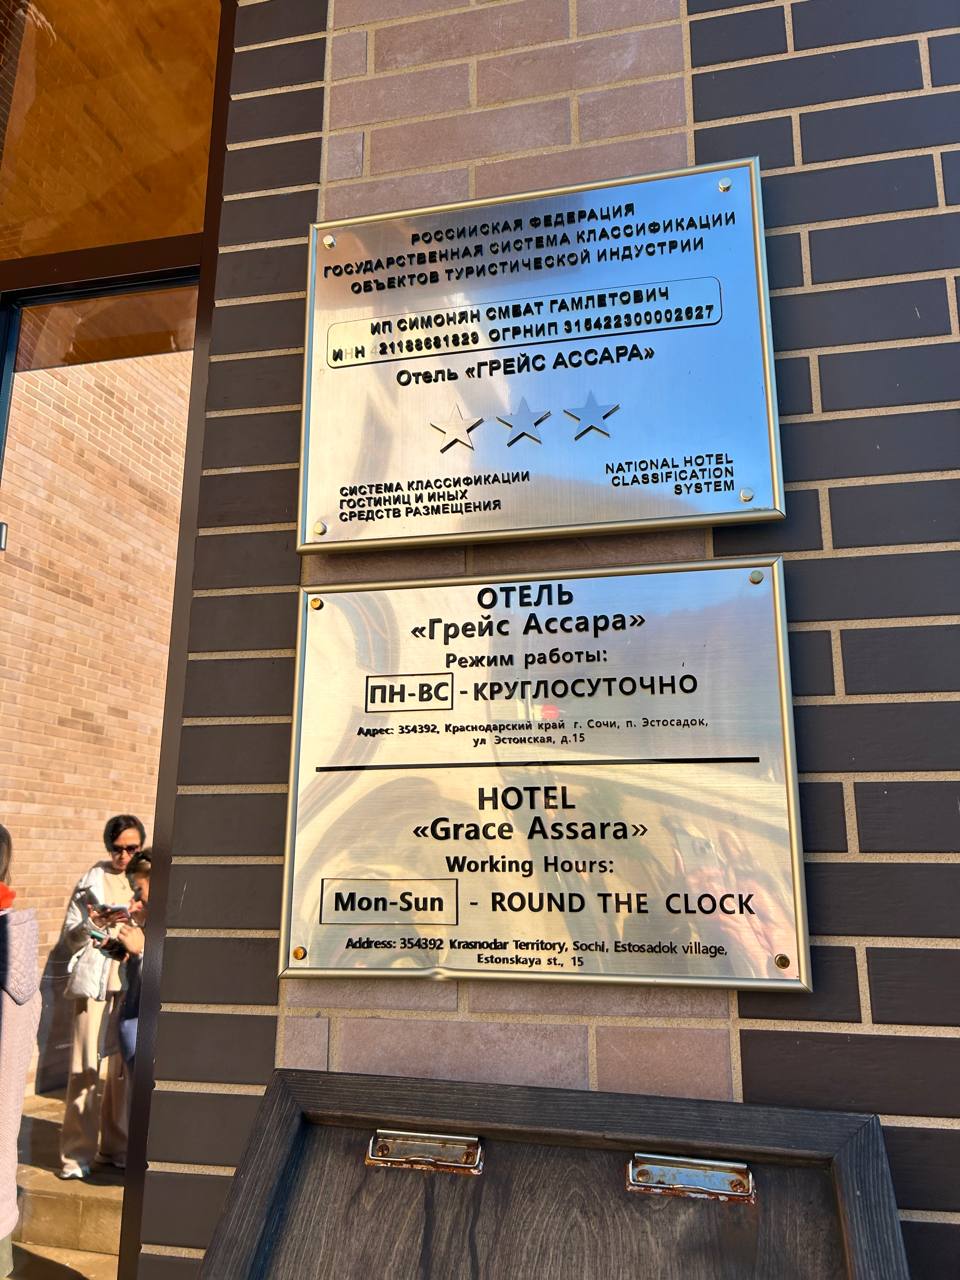 РОССИЙСКАЯ ФЕДЕРАЦИЯ
ГОСУДАРСТВЕННАЯ СИСТЕМА КЛАССИФИКАЦИИ
ОБЪЕКТОВ ТУРИСТИЧЕСКОЙ ИНДУСТРИИ
ИП СИМОНЯН СМБАТ ГАМЛЕТОВИЧ
ИНН ОГРНИП 315422300002627
Отель «ГРЕЙС АССАРА»
СИСТЕМА КЛАССИФИКАЦИИ
ГОСТИНИЦ И ИНЫХ
СРЕДСТВ РАЗМЕЩЕНИЯ
NATIONAL HOTEL
CLASSIFICATION
SYSTEM
ОТЕЛЬ
«Грейс Ассара»
Режим работы:
ПН-ВС - КРУГЛОСУТОЧНО
Адрес: 354392, Краснодарский край г. Сочи, п. Эстосадок,
ул Эстонская, д.15
HOTEL
«Grace Assara»
Working Hours:
Mon-Sun - ROUND THE CLOCK
Address: 354392 Krasnodar Territory, Sochi, Estosadok village,
Estonskaya st., 15